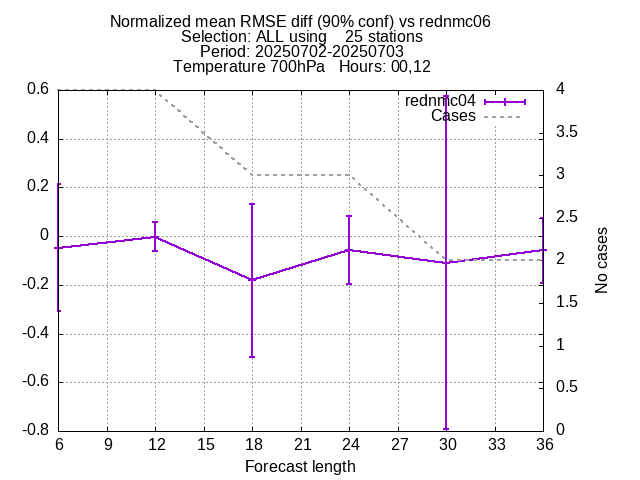 Normalized mean RMSE diff (90% conf) vs rednmc06
Selection: ALL using    25 stations
Period: 20250702-20250703
Temperature 700hPa   Hours: 00,12
rednmc04
Cases
0.6
0.4
0.2
0
-0.2
-0.4
-0.6
-0.8
4
3.5
3
2.5
2
1.5
1
0.5
0
No cases
6 9 12 15 18 21 24 27 30 33 36
Forecast length